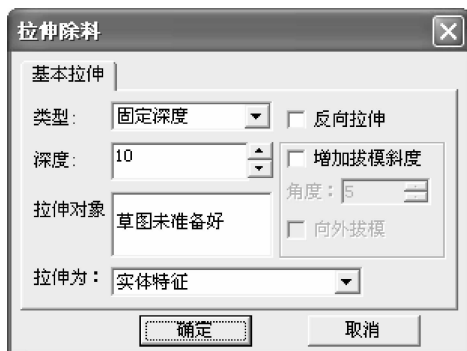 拉伸除料
基本拉伸
类型: 固定深度 反向拉伸
深度: 10 增加拔模斜度
角度：5
拉伸对象 草图未准备好
向外拔模
拉伸为： 实体特征
确定 取消